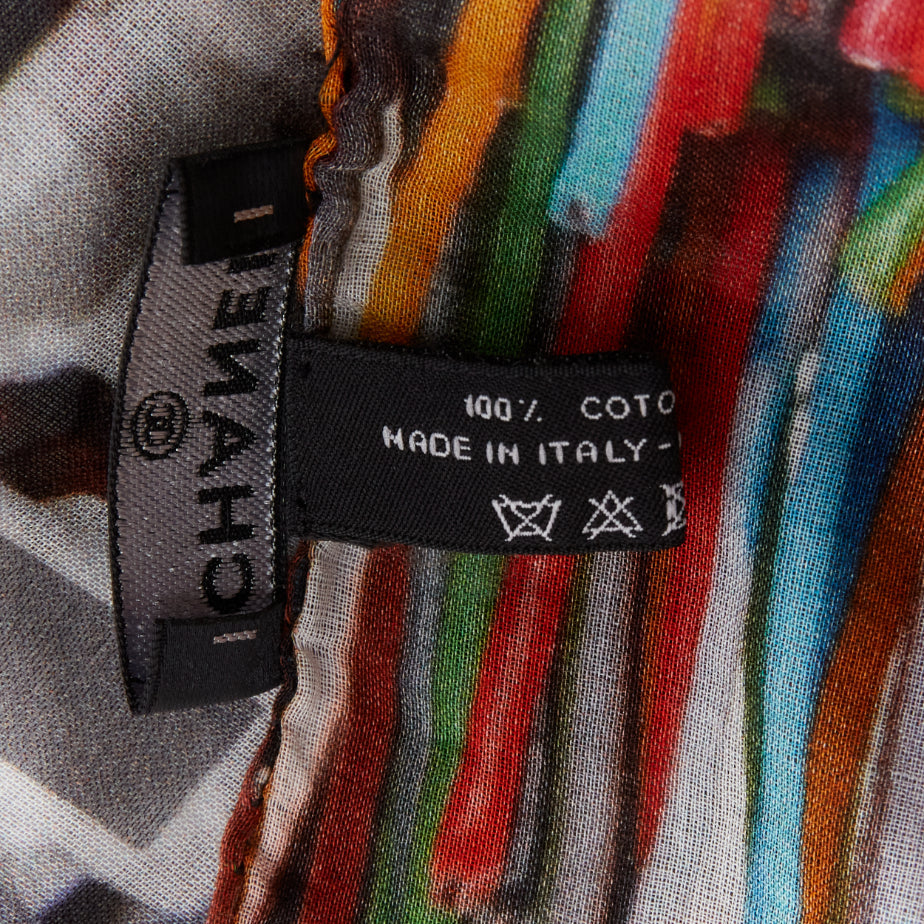 CHANEL
®
100% COTO
MADE IN ITALY -